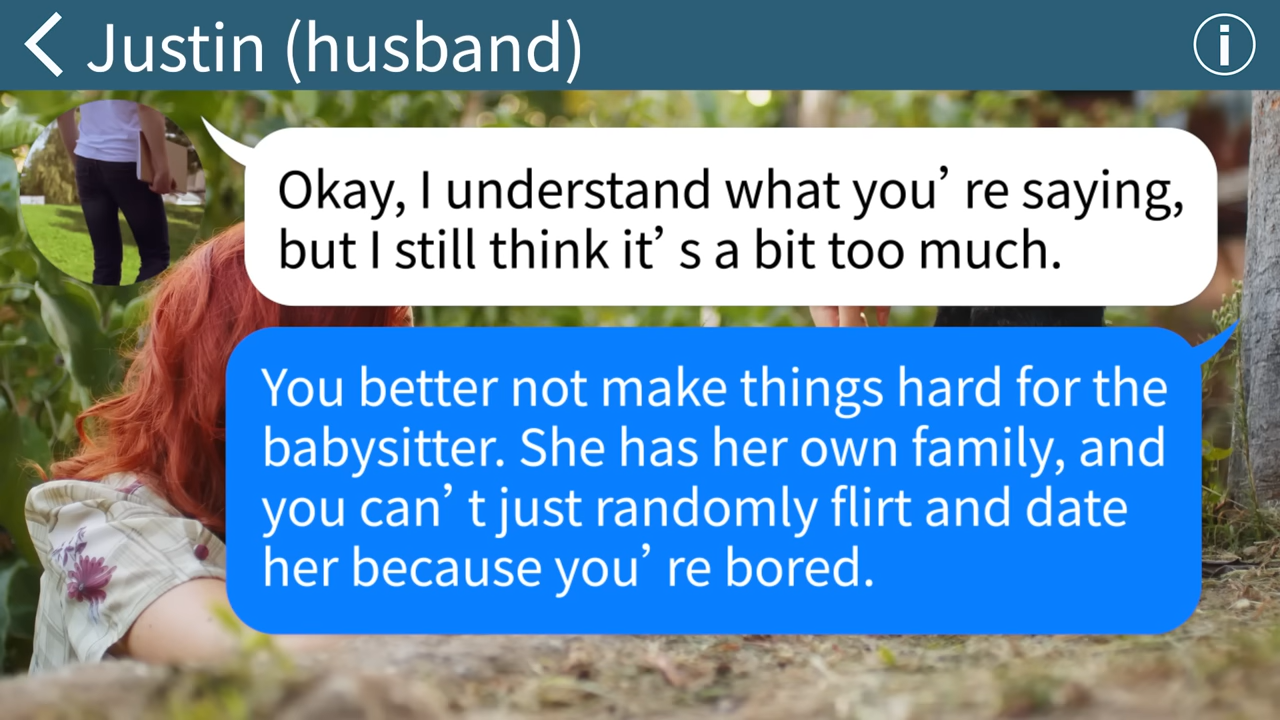 Justin (husband)
Okay, I understand what you’ re saying,
but I still think it’ s a bit too much.
You better not make things hard for the
babysitter. She has her own family, and
you can’ t just randomly flirt and date
her because you’ re bored.